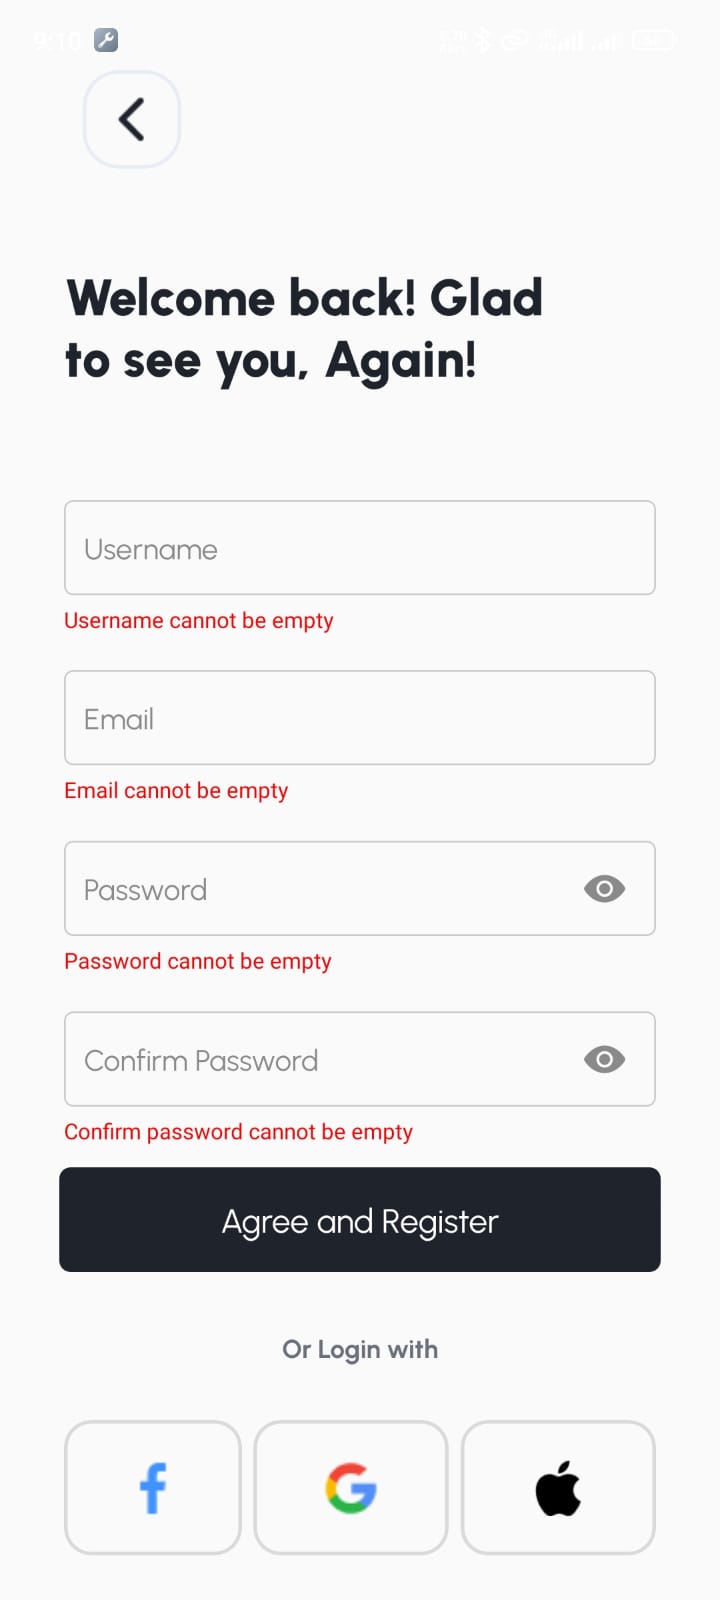 9:10
Welcome back! Glad
to see you, Again!
Username
Username cannot be empty
Email
Email cannot be empty
Password
Password cannot be empty
Confirm Password
Confirm password cannot be empty
Agree and Register
Or Login with